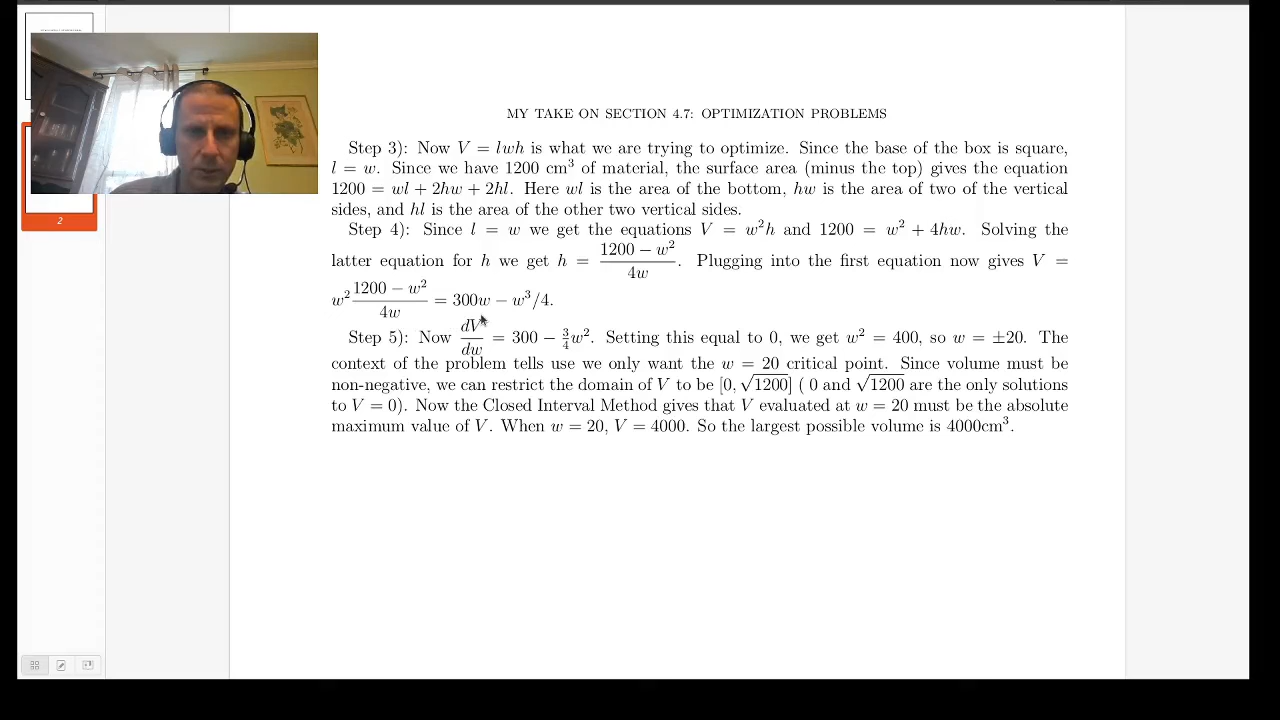 MY TAKE ON SECTION 4.7: OPTIMIZATION PROBLEMS
Step 3): Now V = lwh is what we are trying to optimize. Since the base of the box is square,
l = w. Since we have 1200 cm³ of material, the surface area (minus the top) gives the equation
1200 = wl + 2hw + 2hl. Here wl is the area of the bottom, hw is the area of two of the vertical
sides, and hl is the area of the other two vertical sides.
Step 4): Since l = w we get the equations V = w²h and 1200 = w² + 4hw. Solving the
latter equation for h we get h = (1200 − w²)/(4w). Plugging into the first equation now gives V =
w² (1200 − w²)/(4w) = 300w − w³/4.
Step 5): Now dV/dw = 300 − 3/4 w². Setting this equal to 0, we get w² = 400, so w = ±20. The
context of the problem tells use we only want the w = 20 critical point. Since volume must be
non-negative, we can restrict the domain of V to be [0, √1200] ( 0 and √1200 are the only solutions
to V = 0). Now the Closed Interval Method gives that V evaluated at w = 20 must be the absolute
maximum value of V. When w = 20, V = 4000. So the largest possible volume is 4000cm³.
2